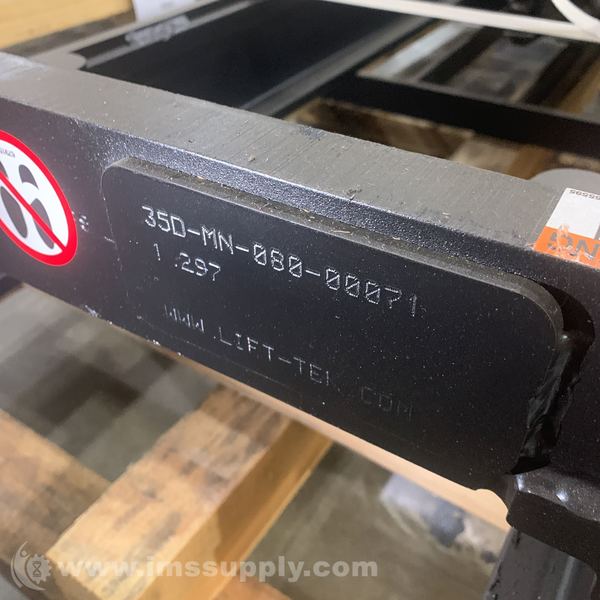 35D-MN-080-00071
1 .297
WWW.LIFT-TEK.COM
www.imssupply.com